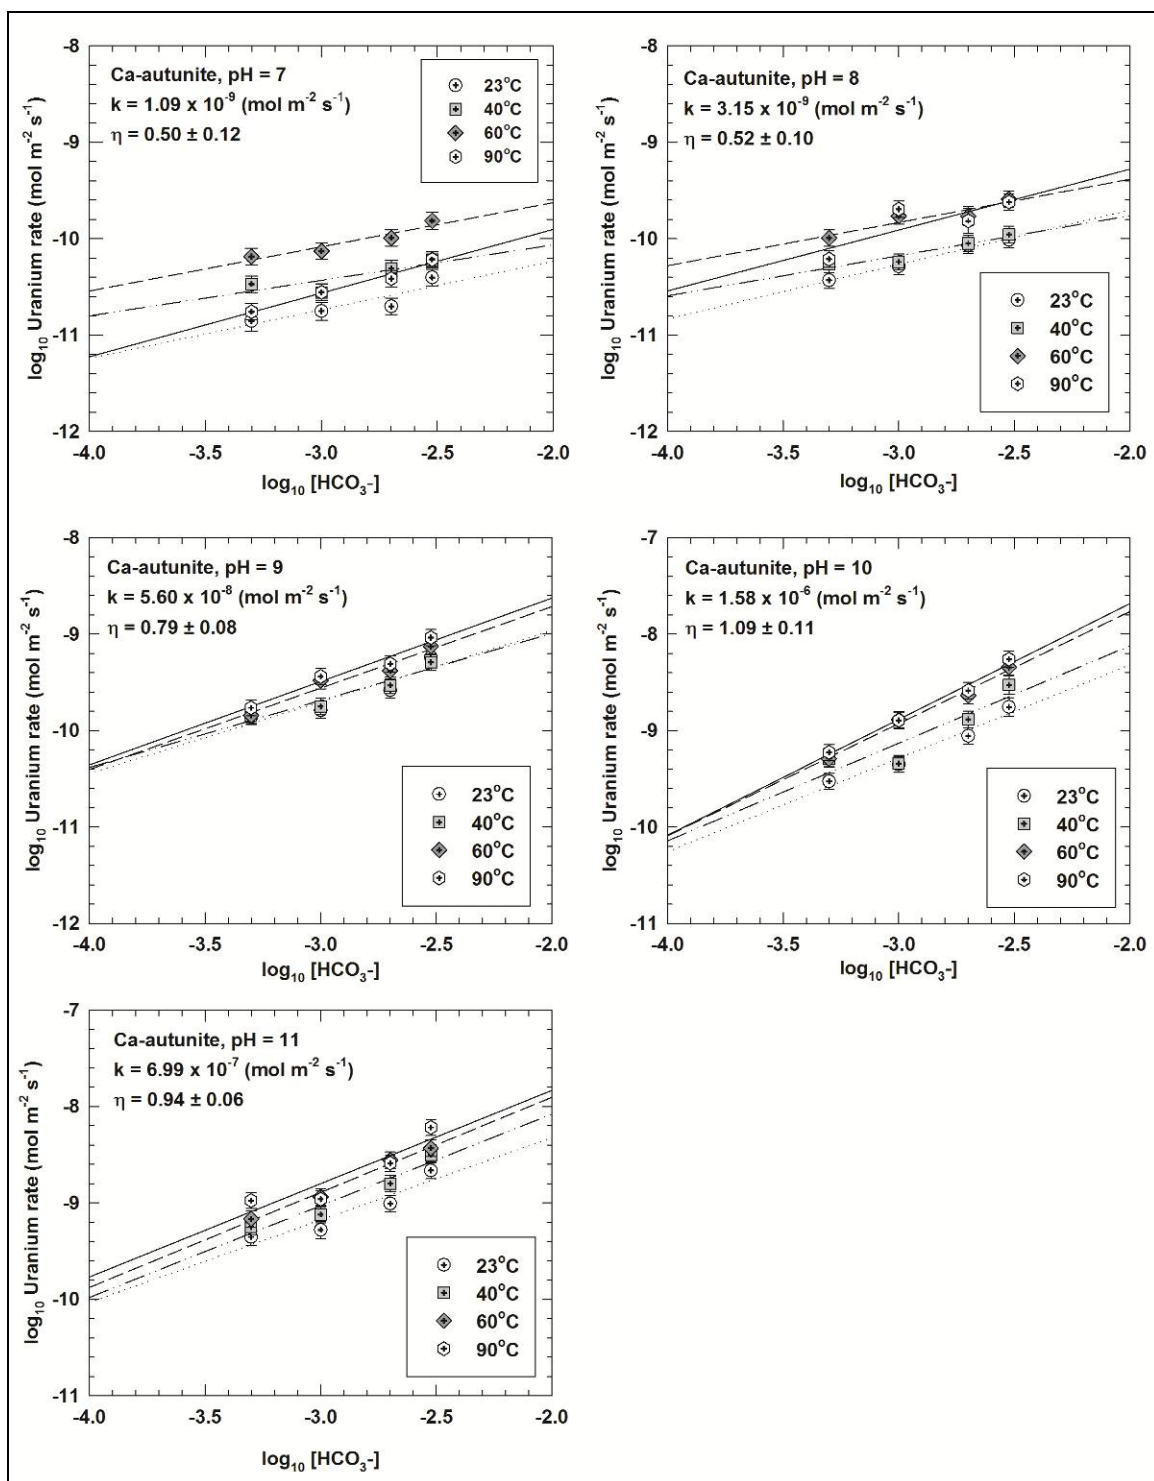 Ca-autunite, pH = 7
k = 1.09 x 10⁻⁹ (mol m⁻² s⁻¹)
η = 0.50 ± 0.12
23°C
40°C
60°C
90°C
-8
-9
-10
-11
-12
log₁₀ Uranium rate (mol m⁻² s⁻¹)
-4.0 -3.5 -3.0 -2.5 -2.0
log₁₀ [HCO₃-]
Ca-autunite, pH = 8
k = 3.15 x 10⁻⁹ (mol m⁻² s⁻¹)
η = 0.52 ± 0.10
23°C
40°C
60°C
90°C
-8
-9
-10
-11
-12
log₁₀ Uranium rate (mol m⁻² s⁻¹)
-4.0 -3.5 -3.0 -2.5 -2.0
log₁₀ [HCO₃-]
Ca-autunite, pH = 9
k = 5.60 x 10⁻⁸ (mol m⁻² s⁻¹)
η = 0.79 ± 0.08
23°C
40°C
60°C
90°C
-8
-9
-10
-11
-12
log₁₀ Uranium rate (mol m⁻² s⁻¹)
-4.0 -3.5 -3.0 -2.5 -2.0
log₁₀ [HCO₃-]
Ca-autunite, pH = 10
k = 1.58 x 10⁻⁶ (mol m⁻² s⁻¹)
η = 1.09 ± 0.11
23°C
40°C
60°C
90°C
-7
-8
-9
-10
-11
log₁₀ Uranium rate (mol m⁻² s⁻¹)
-4.0 -3.5 -3.0 -2.5 -2.0
log₁₀ [HCO₃-]
Ca-autunite, pH = 11
k = 6.99 x 10⁻⁷ (mol m⁻² s⁻¹)
η = 0.94 ± 0.06
23°C
40°C
60°C
90°C
-7
-8
-9
-10
-11
log₁₀ Uranium rate (mol m⁻² s⁻¹)
-4.0 -3.5 -3.0 -2.5 -2.0
log₁₀ [HCO₃-]